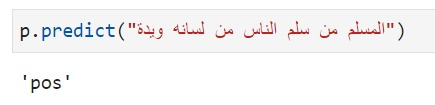 p.predict("المسلم من سلم الناس من لسانه ويدة")
'pos'